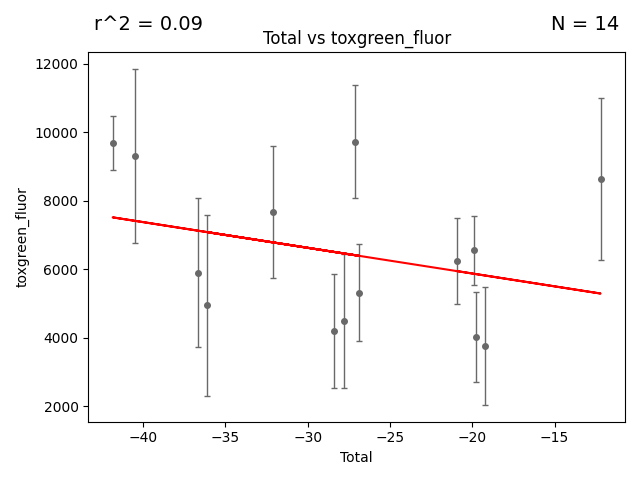 r^2 = 0.09
N = 14
Total vs toxgreen_fluor
12000
10000
8000
6000
4000
2000
toxgreen_fluor
−40
−35
−30
−25
−20
−15
Total